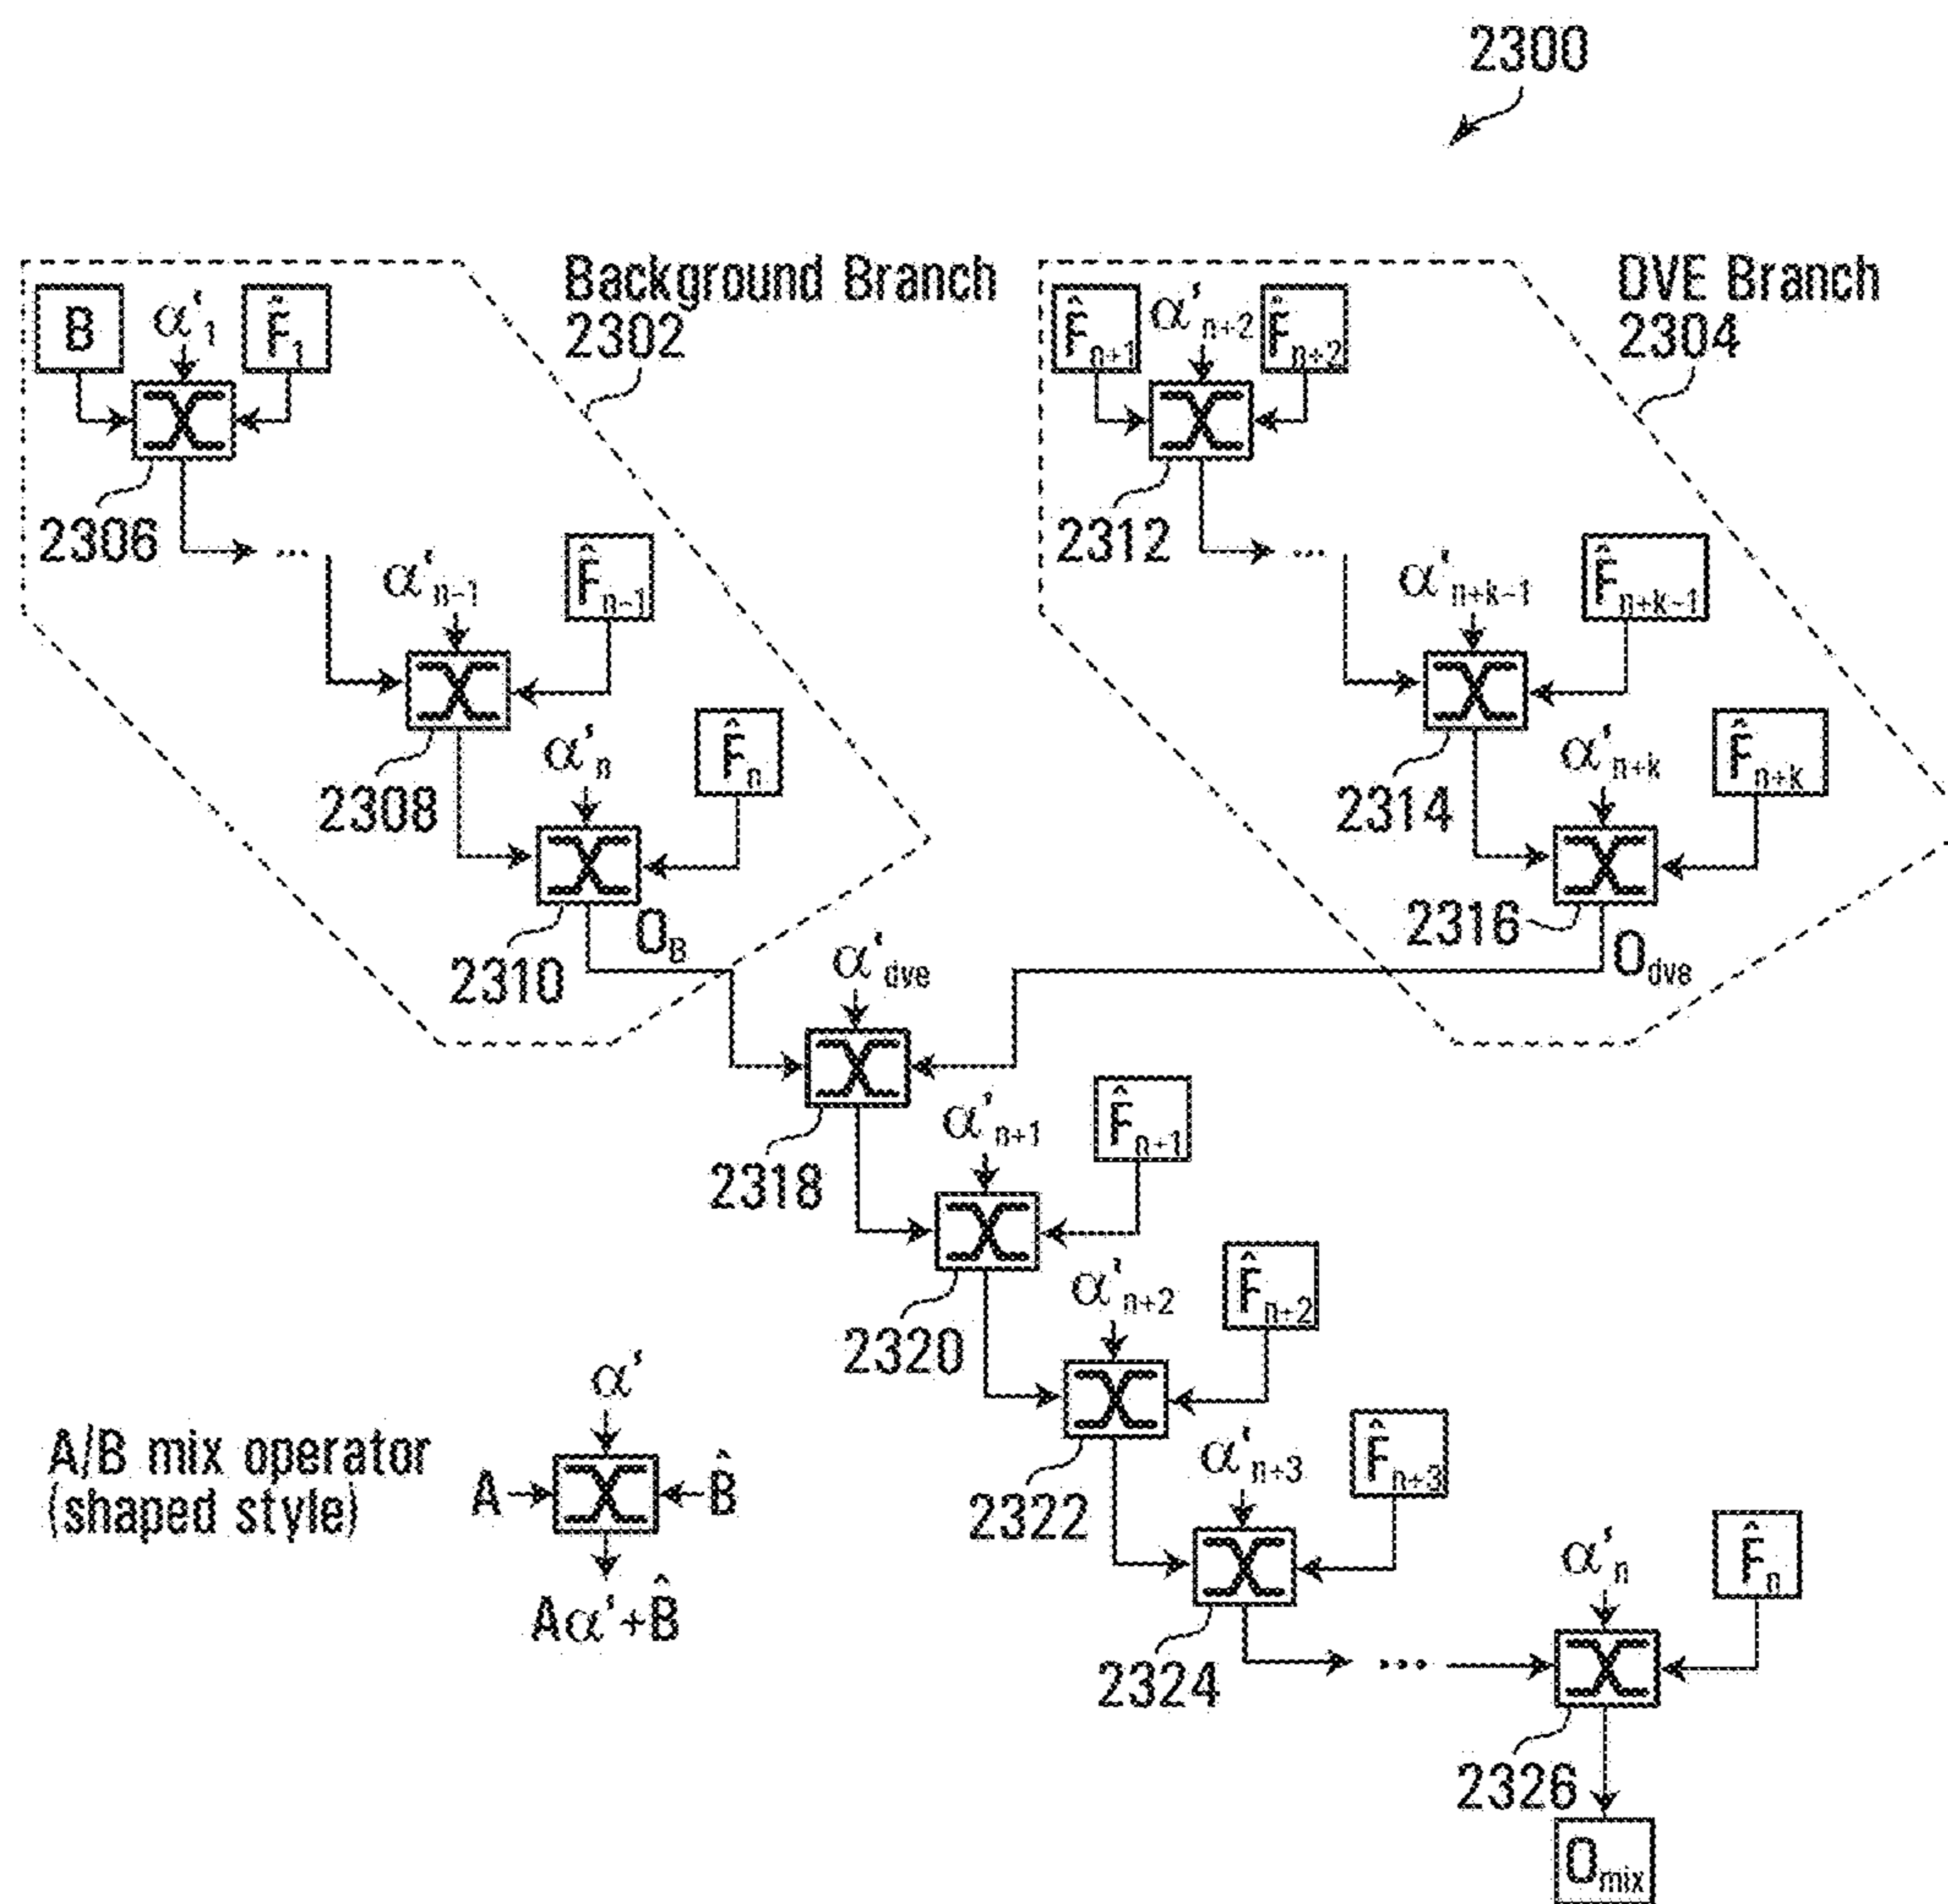 2300
Background Branch
2302
DVE Branch
2304
B
α'1
F̂1
F̂n+1
α'n+2
F̂n+2
2306
...
2312
...
α'n-1
F̂n-1
α'n+k-1
F̂n+k-1
2308
α'n
F̂n
2314
α'n+k
F̂n+k
2310
OB
2316
Odve
α'dve
2318
α'n+1
F̂n+1
2320
α'n+2
F̂n+2
A/B mix operator
(shaped style)
α'
A
B̂
Aα'+B̂
2322
α'n+3
F̂n+3
2324
...
α'n
F̂n
2326
Omix